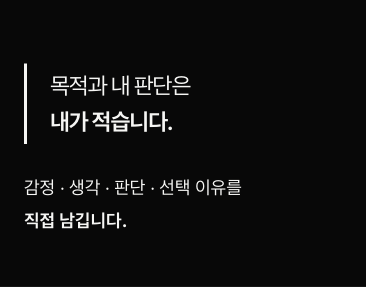 목적과 내 판단은
내가 적습니다.
감정 · 생각 · 판단 · 선택 이유를
직접 남깁니다.